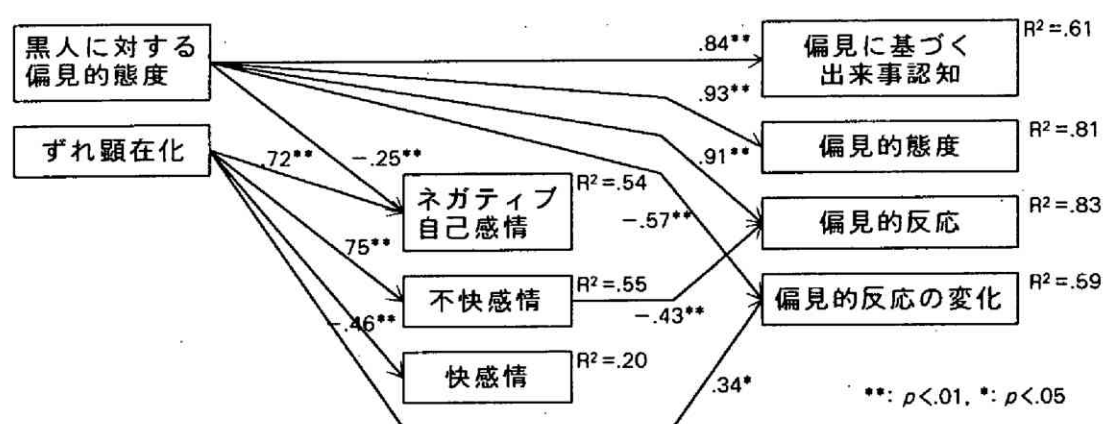 黒人に対する
偏見的態度
ずれ顕在化
.72**
-.25**
.75**
-.46**
ネガティブ
自己感情
R²=.54
不快感情
R²=.55
快感情
R²=.20
.84**
.93**
.91**
-.57**
-.43**
.34*
偏見に基づく
出来事認知
R²=.61
偏見的態度
R²=.81
偏見的反応
R²=.83
偏見的反応の変化
R²=.59
**: p<.01, *: p<.05